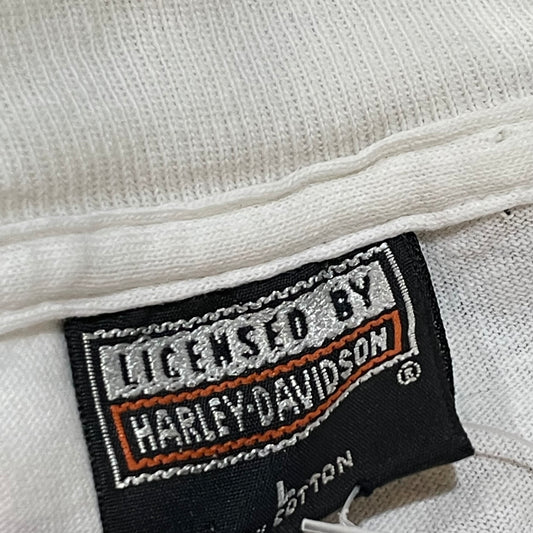 LICENSED BY
HARLEY-DAVIDSON
®
L
COTTON